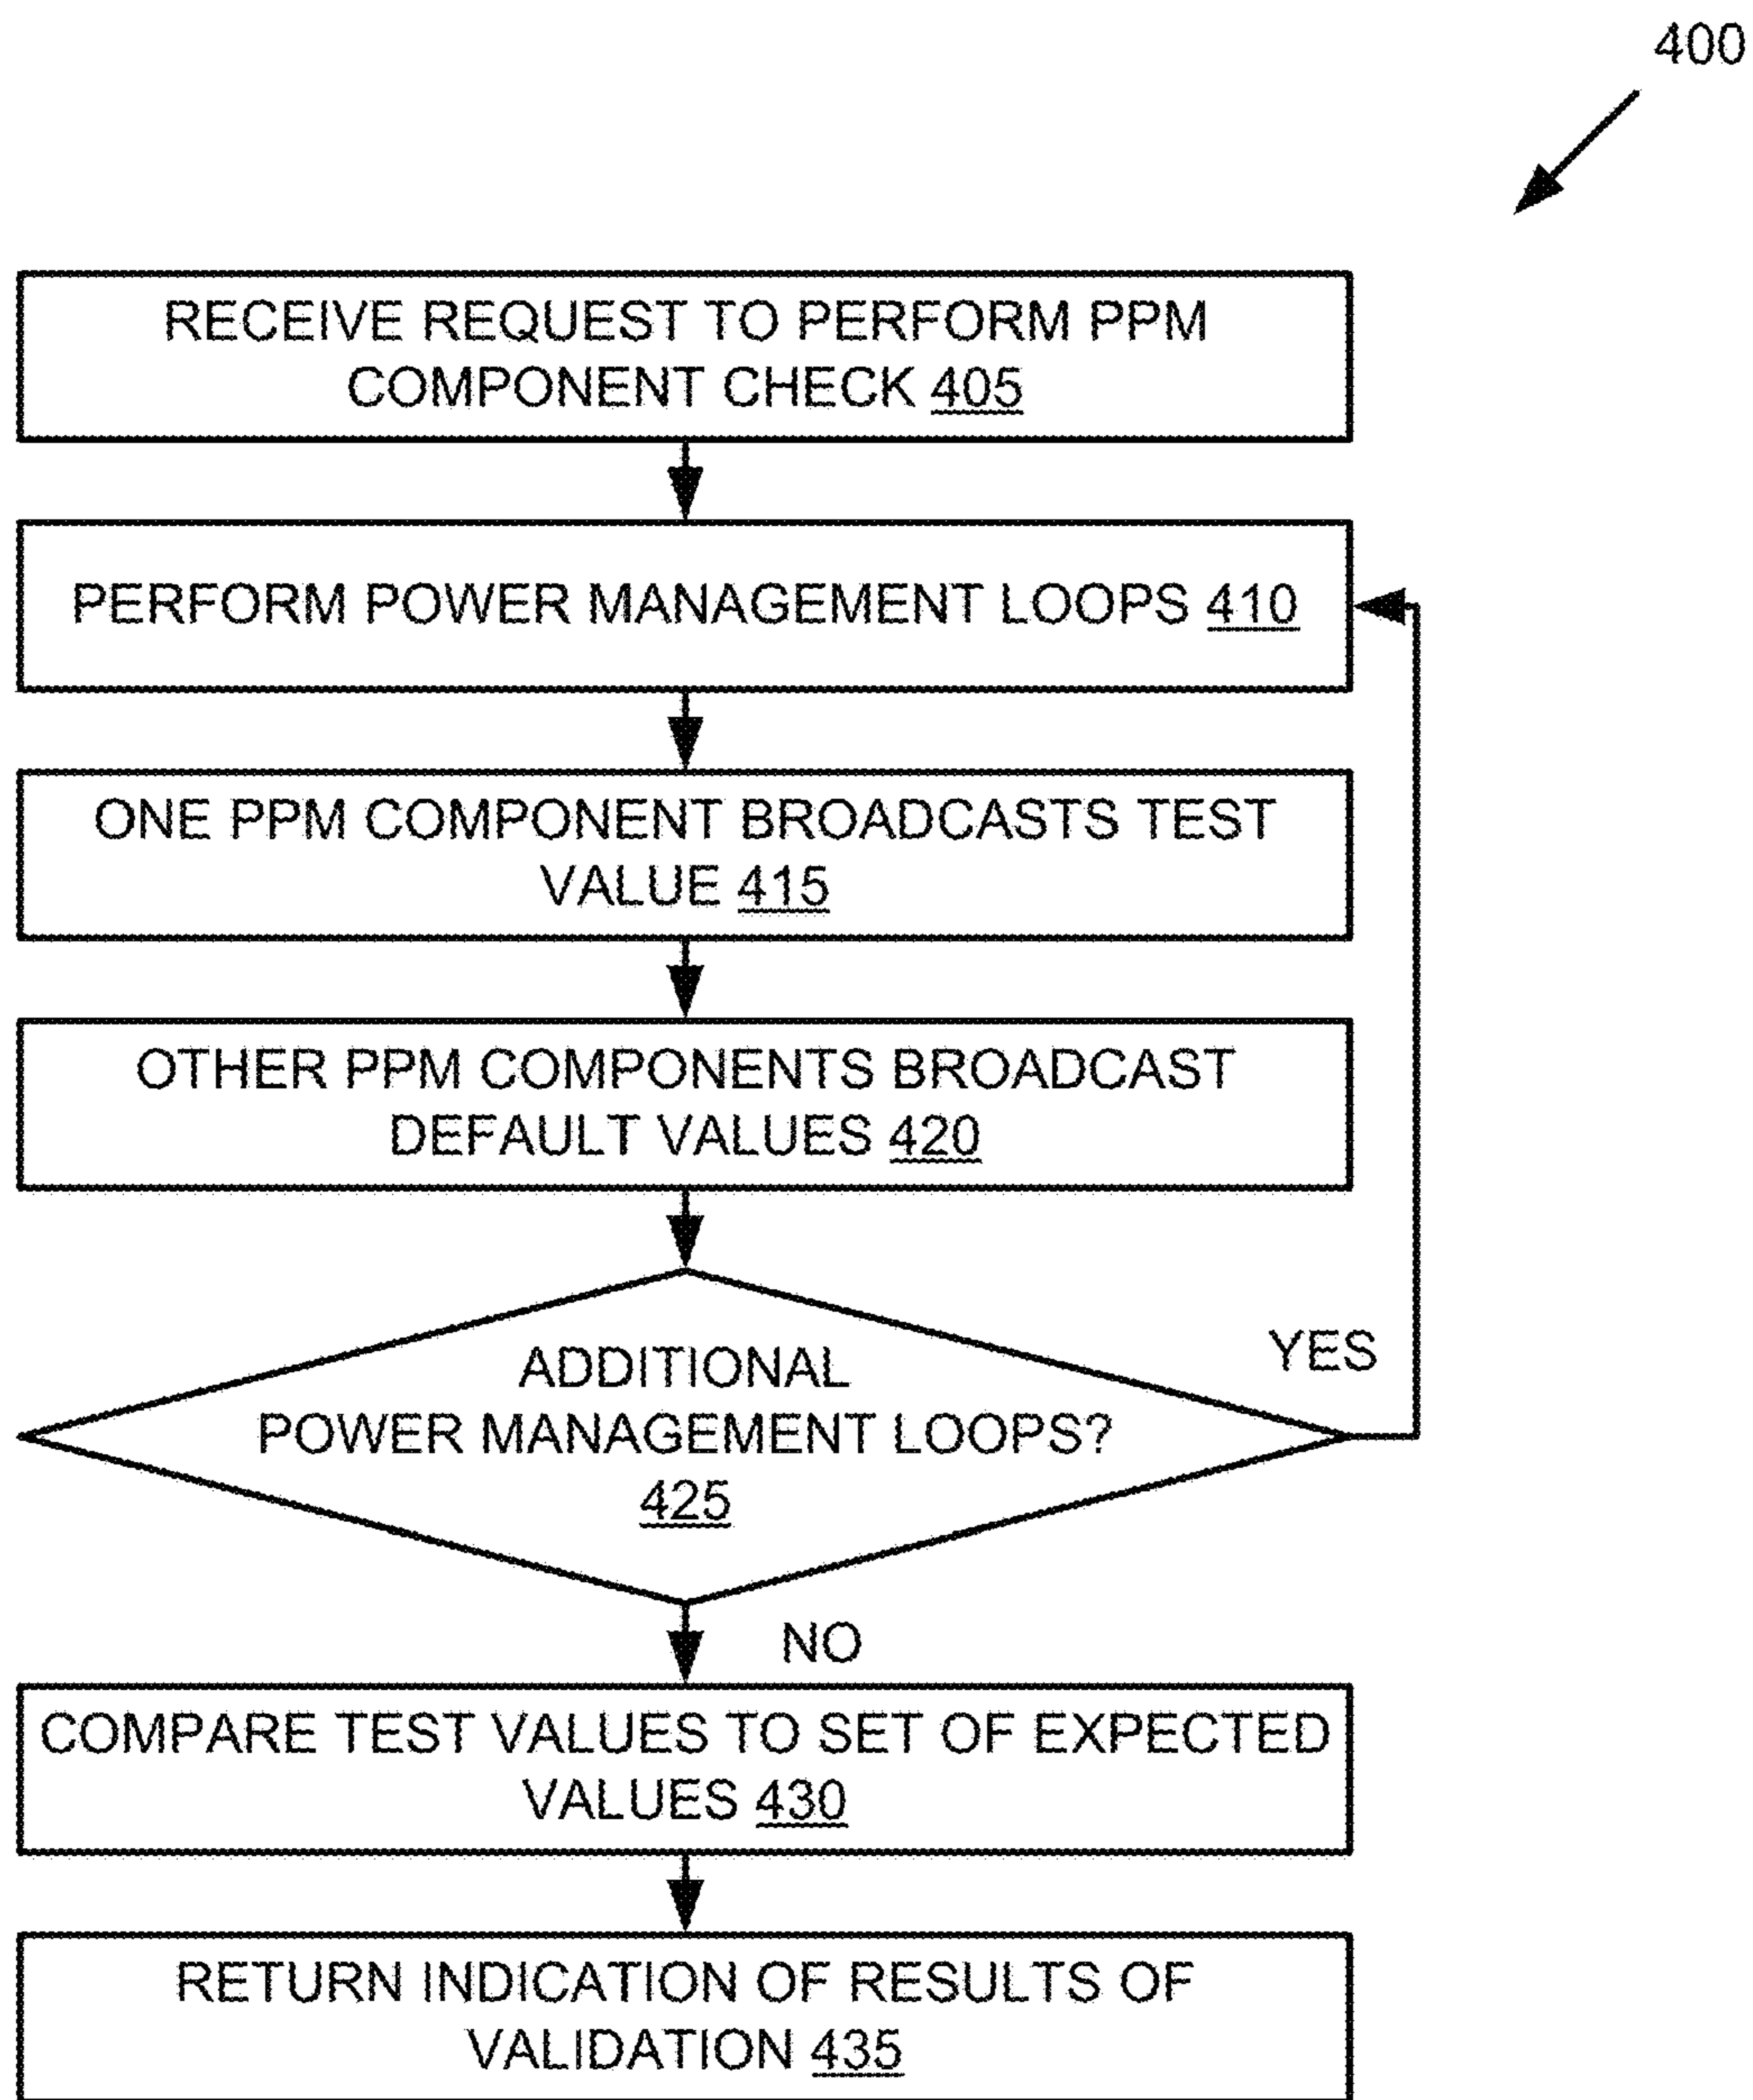 400
RECEIVE REQUEST TO PERFORM PPM
COMPONENT CHECK 405
PERFORM POWER MANAGEMENT LOOPS 410
ONE PPM COMPONENT BROADCASTS TEST
VALUE 415
OTHER PPM COMPONENTS BROADCAST
DEFAULT VALUES 420
ADDITIONAL
POWER MANAGEMENT LOOPS?
425
YES
NO
COMPARE TEST VALUES TO SET OF EXPECTED
VALUES 430
RETURN INDICATION OF RESULTS OF
VALIDATION 435